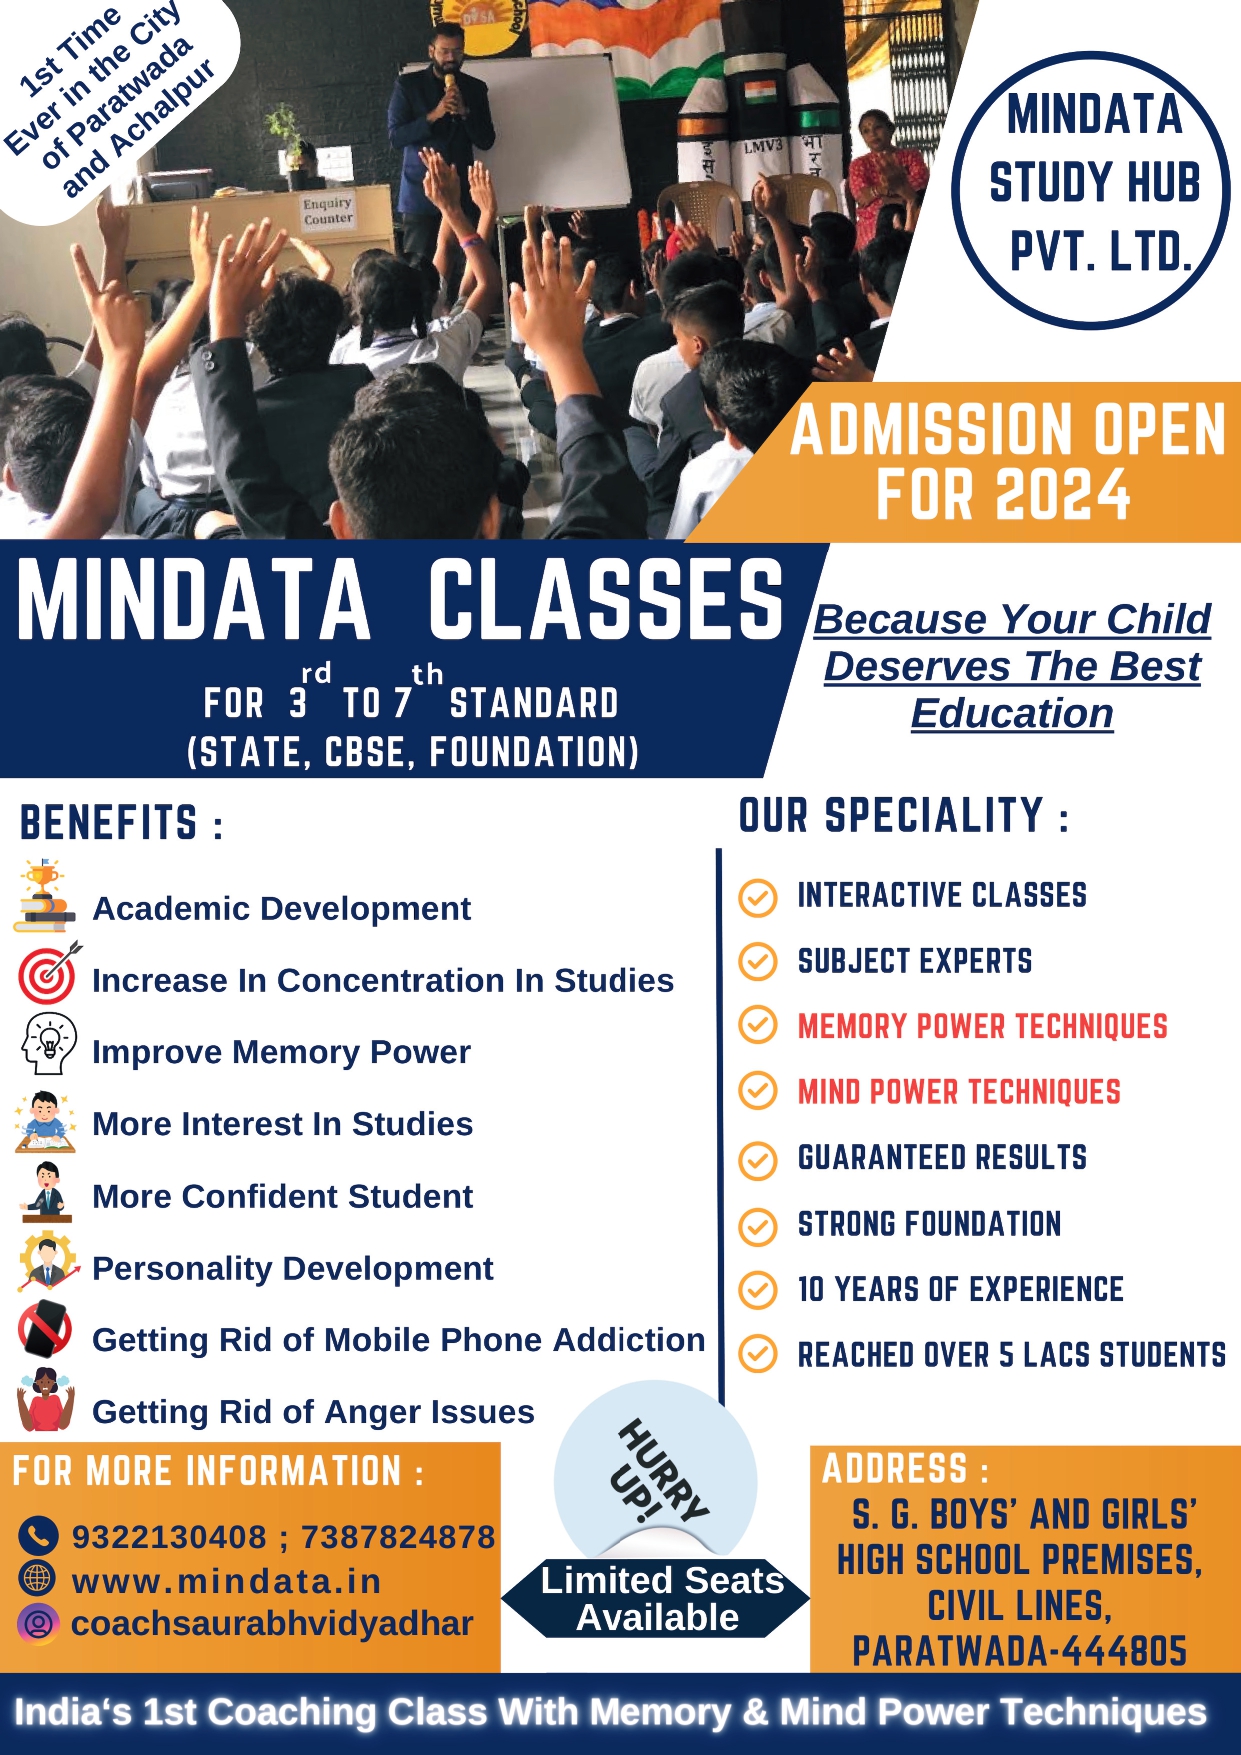 1st Time
Ever in the City
of Paratwada
and Achalpur
DISA
School
Enquiry
Counter
LMV3
इस
भार
MINDATA
STUDY HUB
PVT. LTD.
ADMISSION OPEN
FOR 2024
MINDATA CLASSES
FOR 3rd TO 7th STANDARD
(STATE, CBSE, FOUNDATION)
Because Your Child
Deserves The Best
Education
BENEFITS :
Academic Development
Increase In Concentration In Studies
Improve Memory Power
More Interest In Studies
More Confident Student
Personality Development
Getting Rid of Mobile Phone Addiction
Getting Rid of Anger Issues
OUR SPECIALITY :
INTERACTIVE CLASSES
SUBJECT EXPERTS
MEMORY POWER TECHNIQUES
MIND POWER TECHNIQUES
GUARANTEED RESULTS
STRONG FOUNDATION
10 YEARS OF EXPERIENCE
REACHED OVER 5 LACS STUDENTS
FOR MORE INFORMATION :
9322130408 ; 7387824878
www.mindata.in
coachsaurabhvidyadhar
HURRY
UP!
Limited Seats
Available
ADDRESS :
S. G. BOYS' AND GIRLS'
HIGH SCHOOL PREMISES,
CIVIL LINES,
PARATWADA-444805
India‘s 1st Coaching Class With Memory & Mind Power Techniques